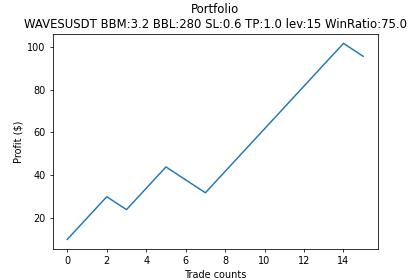 Portfolio
WAVESUSDT BBM:3.2 BBL:280 SL:0.6 TP:1.0 lev:15 WinRatio:75.0
100
80
60
40
20
Profit ($)
0 2 4 6 8 10 12 14
Trade counts